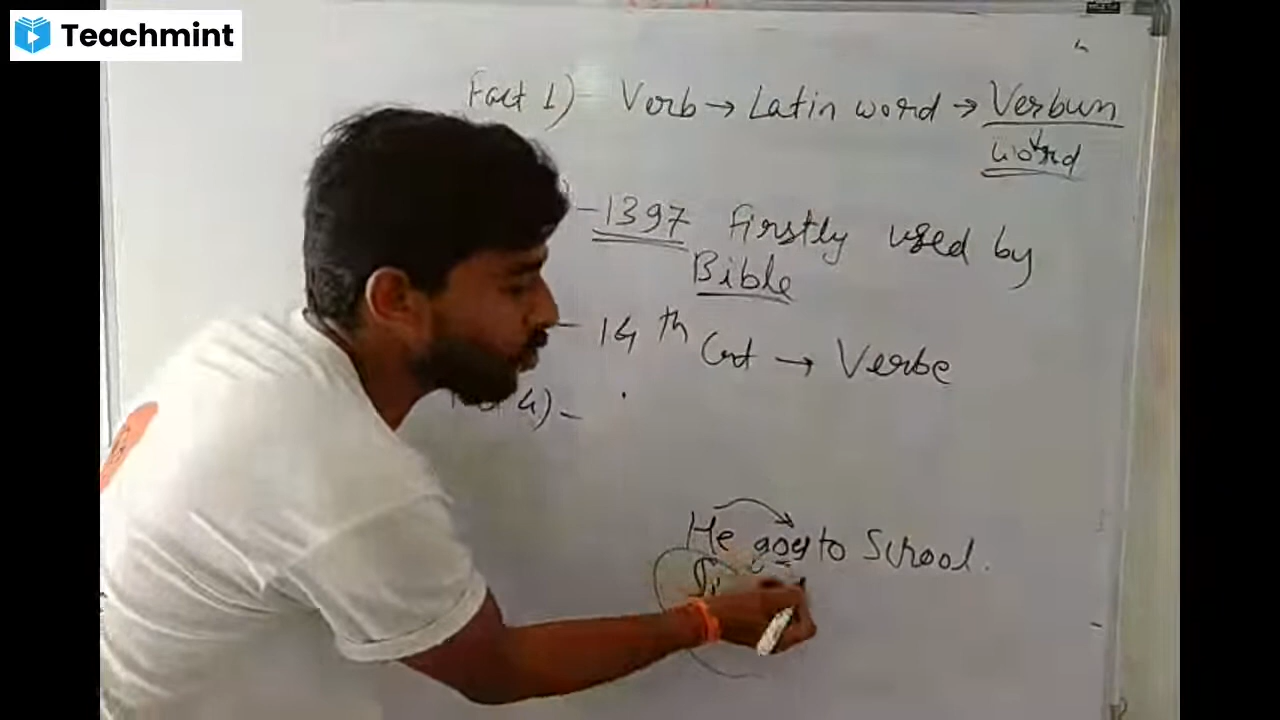 Teachmint
Fact 1) - Verb → Latin word → Verbum
word
- 1397 Firstly used by
Bible
- 14th Cent → Verbe
4) -
He goes to School.